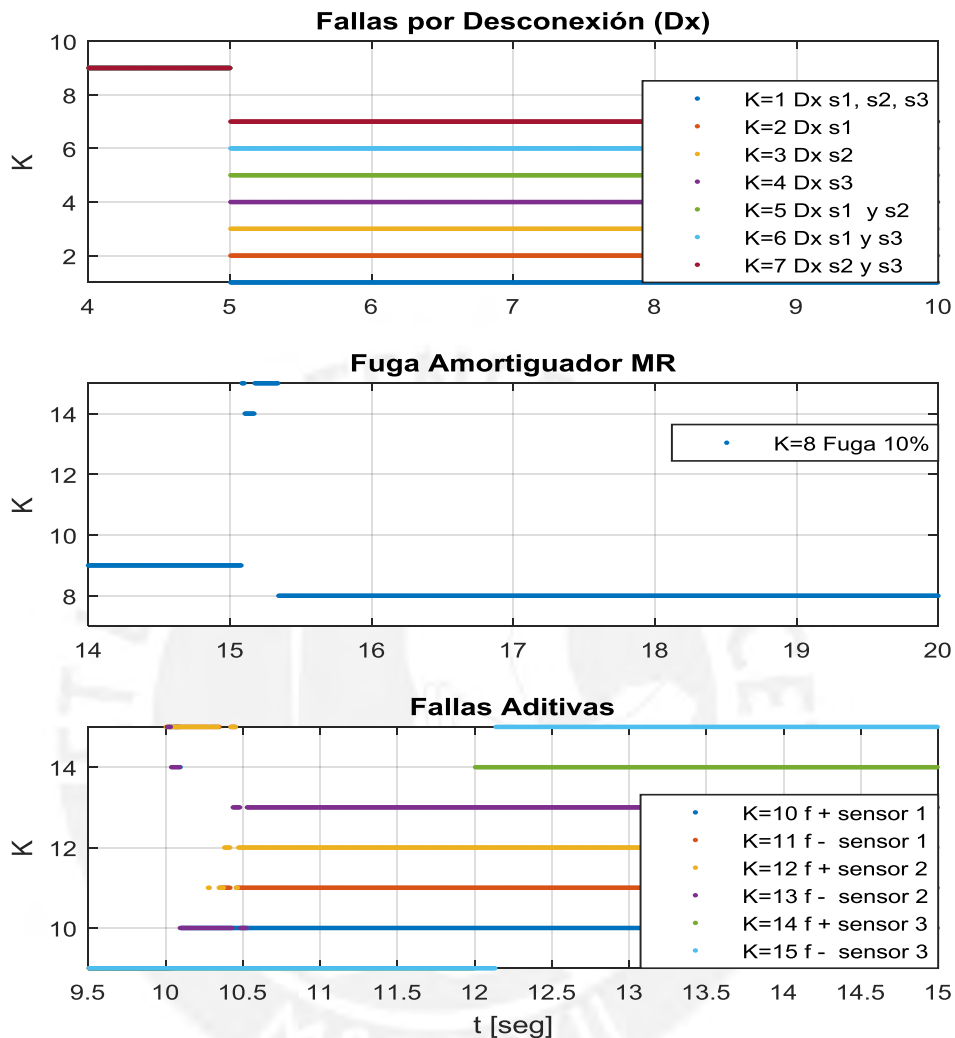 Fallas por Desconexión (Dx)
10
8
6
4
2
K
K=1 Dx s1, s2, s3
K=2 Dx s1
K=3 Dx s2
K=4 Dx s3
K=5 Dx s1 y s2
K=6 Dx s1 y s3
K=7 Dx s2 y s3
4 5 6 7 8 9 10
Fuga Amortiguador MR
14
12
10
8
K
K=8 Fuga 10%
14 15 16 17 18 19 20
Fallas Aditivas
14
12
10
K
K=10 f + sensor 1
K=11 f - sensor 1
K=12 f + sensor 2
K=13 f - sensor 2
K=14 f + sensor 3
K=15 f - sensor 3
9.5 10 10.5 11 11.5 12 12.5 13 13.5 14 14.5 15
t [seg]